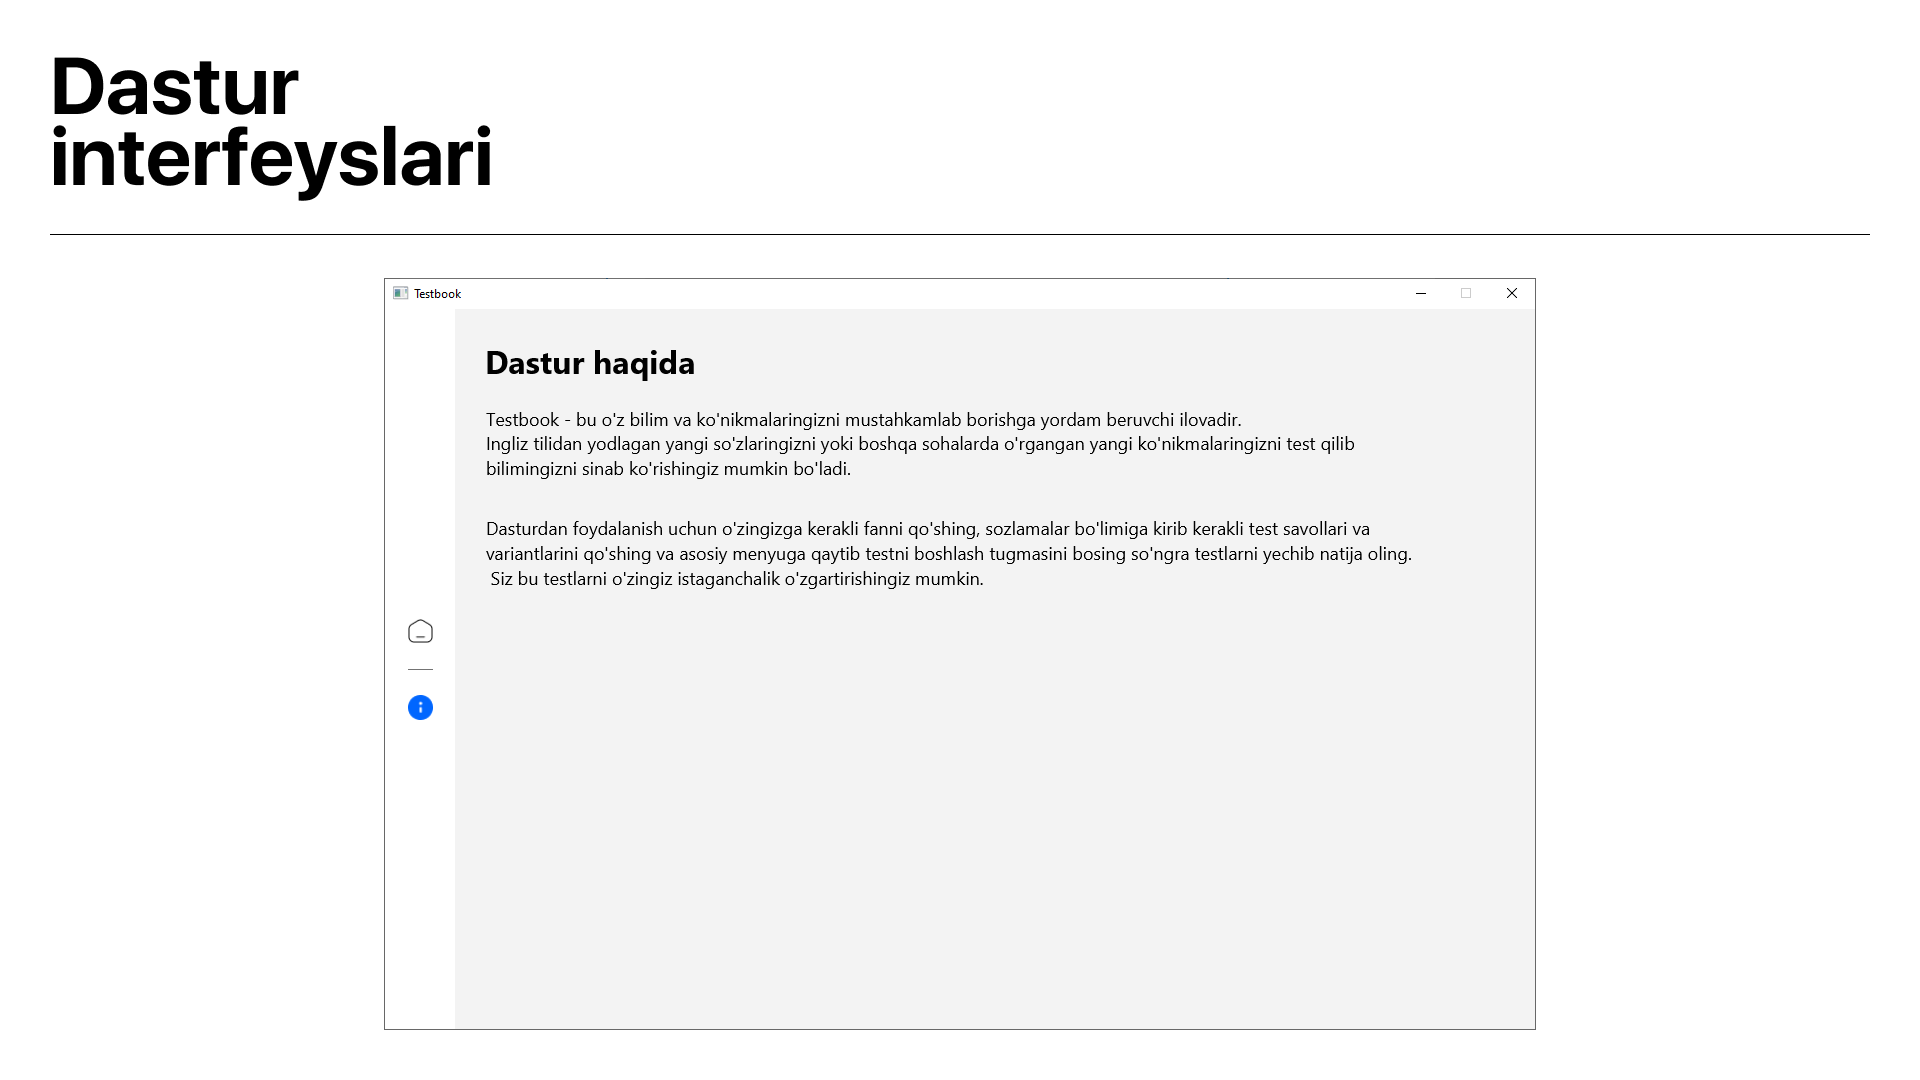 Dastur
interfeyslari
Testbook
Dastur haqida
Testbook - bu o'z bilim va ko'nikmalaringizni mustahkamlab borishga yordam beruvchi ilovadir.
Ingliz tilidan yodlagan yangi so'zlaringizni yoki boshqa sohalarda o'rgangan yangi ko'nikmalaringizni test qilib
bilimingizni sinab ko'rishingiz mumkin bo'ladi.
Dasturdan foydalanish uchun o'zingizga kerakli fanni qo'shing, sozlamalar bo'limiga kirib kerakli test savollari va
variantlarini qo'shing va asosiy menyuga qaytib testni boshlash tugmasini bosing so'ngra testlarni yechib natija oling.
Siz bu testlarni o'zingiz istaganchalik o'zgartirishingiz mumkin.